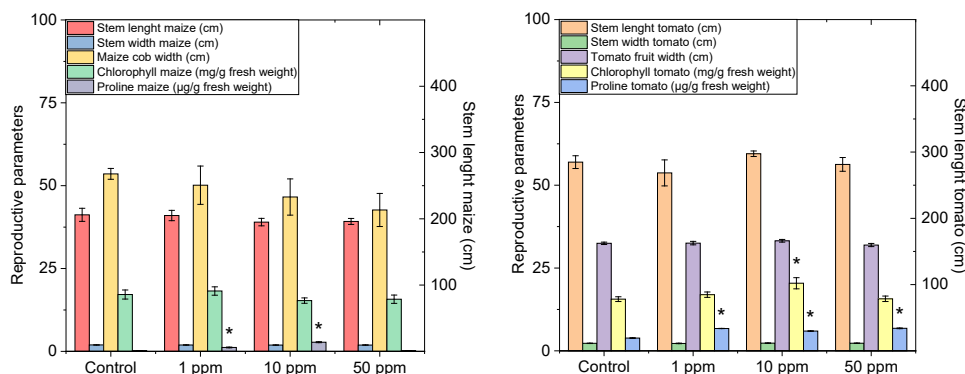 100
75
50
25
0
Reproductive parameters
Stem lenght maize (cm)
Stem width maize (cm)
Maize cob width (cm)
Chlorophyll maize (mg/g fresh weight)
Proline maize (µg/g fresh weight)
*
*
Control
1 ppm
10 ppm
50 ppm
400
300
200
100
Stem lenght maize
(cm)
100
75
50
25
0
Reproductive parameters
Stem lenght tomato (cm)
Stem width tomato (cm)
Tomato fruit width (cm)
Chlorophyll tomato (mg/g fresh weight)
Proline tomato (µg/g fresh weight)
*
*
*
*
Control
1 ppm
10 ppm
50 ppm
400
300
200
100
Stem lenght tomato
(cm)